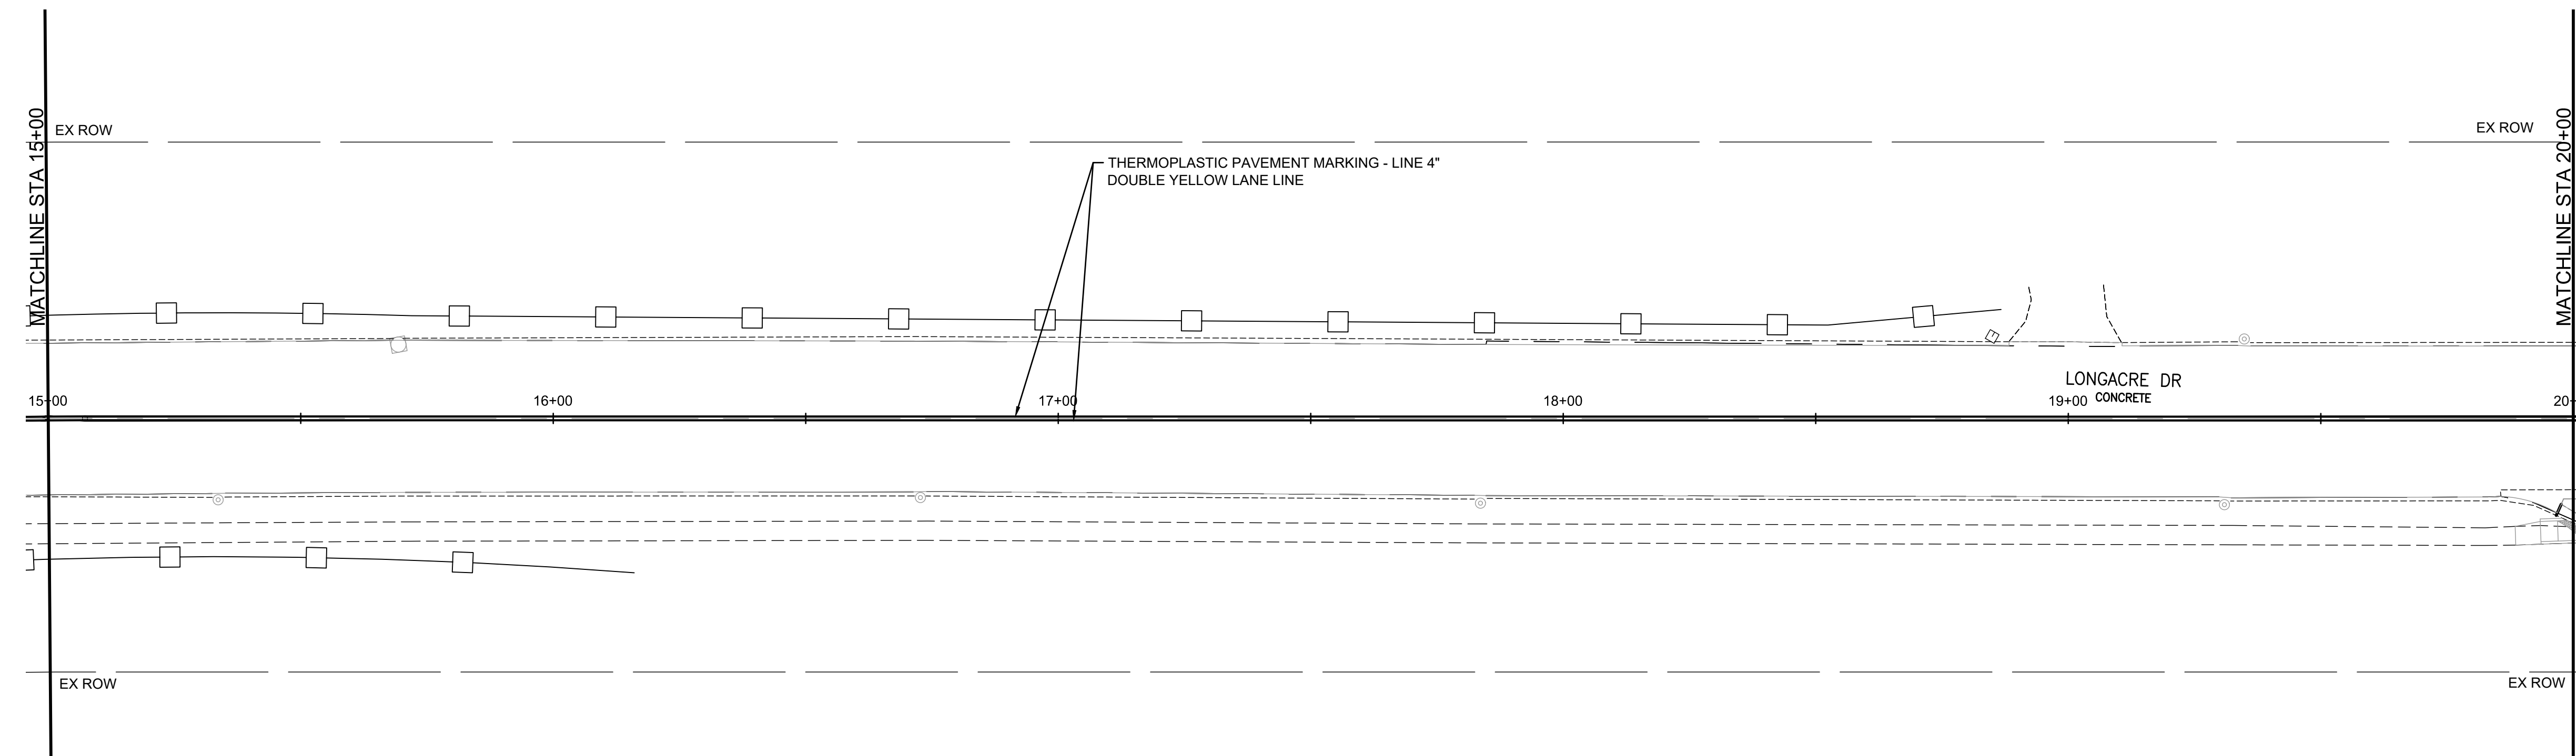 MATCHLINE STA 15+00
EX ROW
EX ROW
MATCHLINE STA 20+00
THERMOPLASTIC PAVEMENT MARKING - LINE 4"
DOUBLE YELLOW LANE LINE
LONGACRE DR
CONCRETE
15+00
16+00
17+00
18+00
19+00
20+
EX ROW
EX ROW